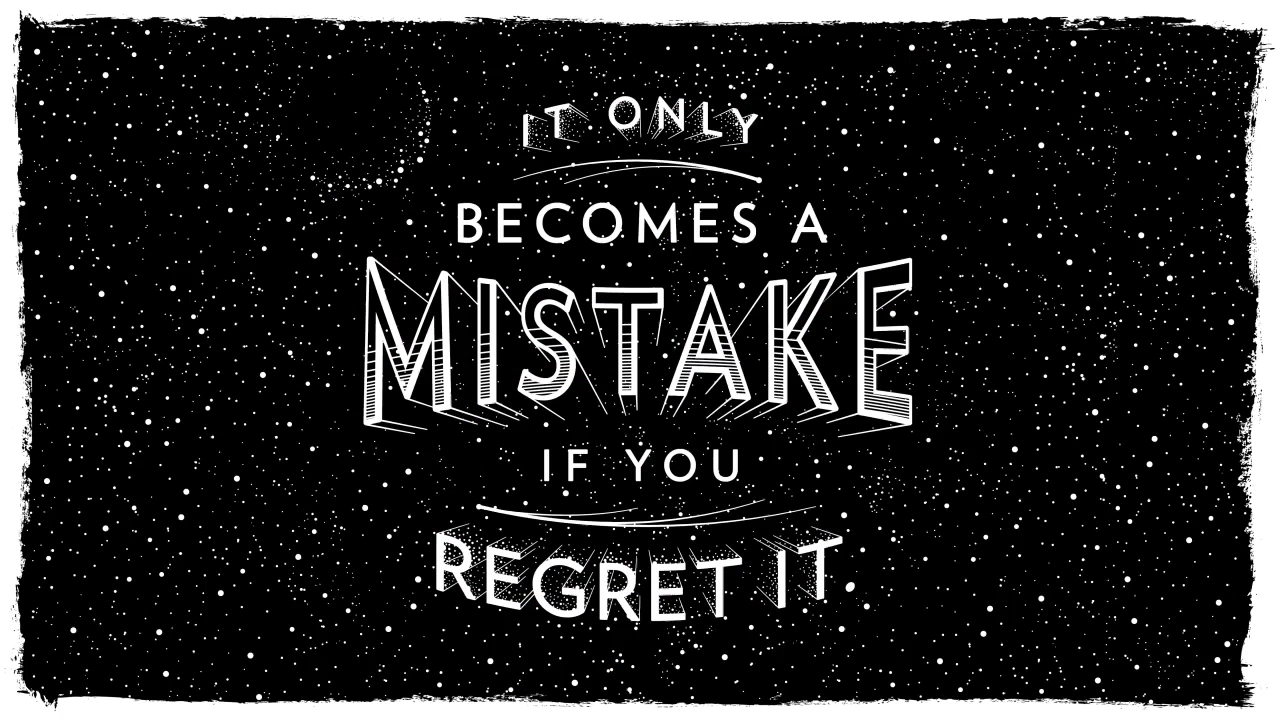 IT ONLY
BECOMES A
MISTAKE
IF YOU
REGRET IT